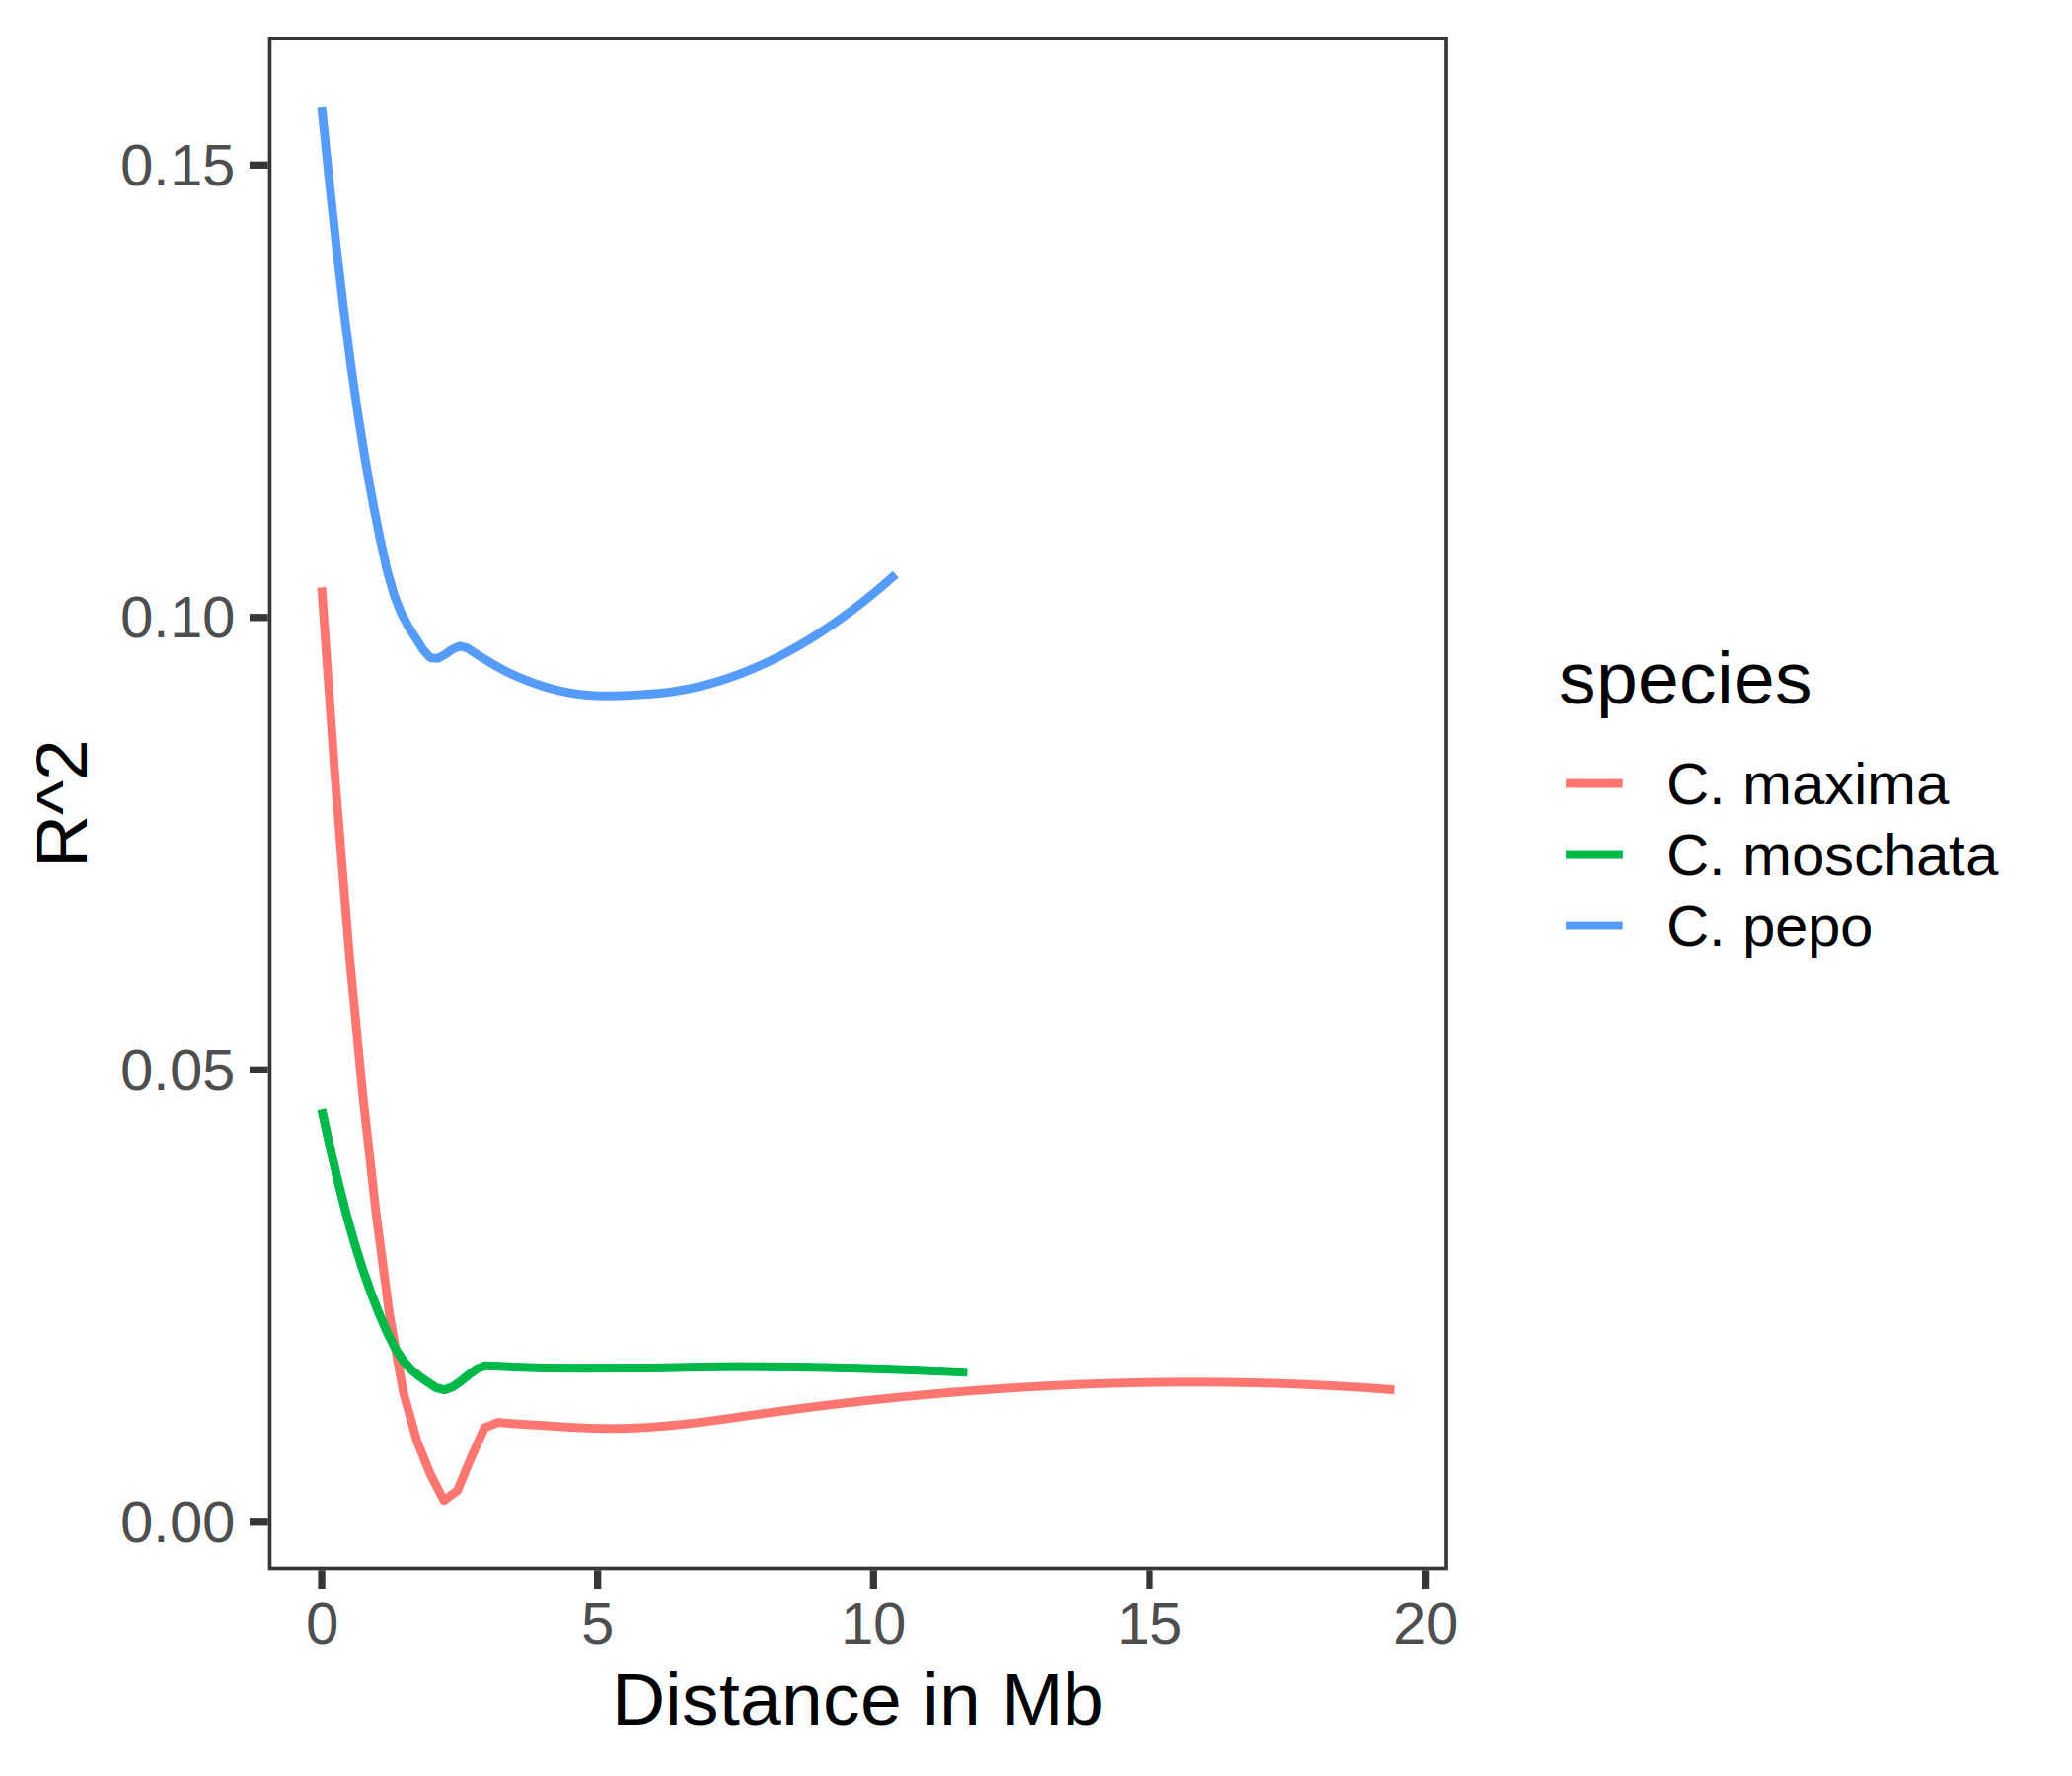 0.15
0.10
0.05
0.00
R^2
0 5 10 15 20
Distance in Mb
species
C. maxima
C. moschata
C. pepo